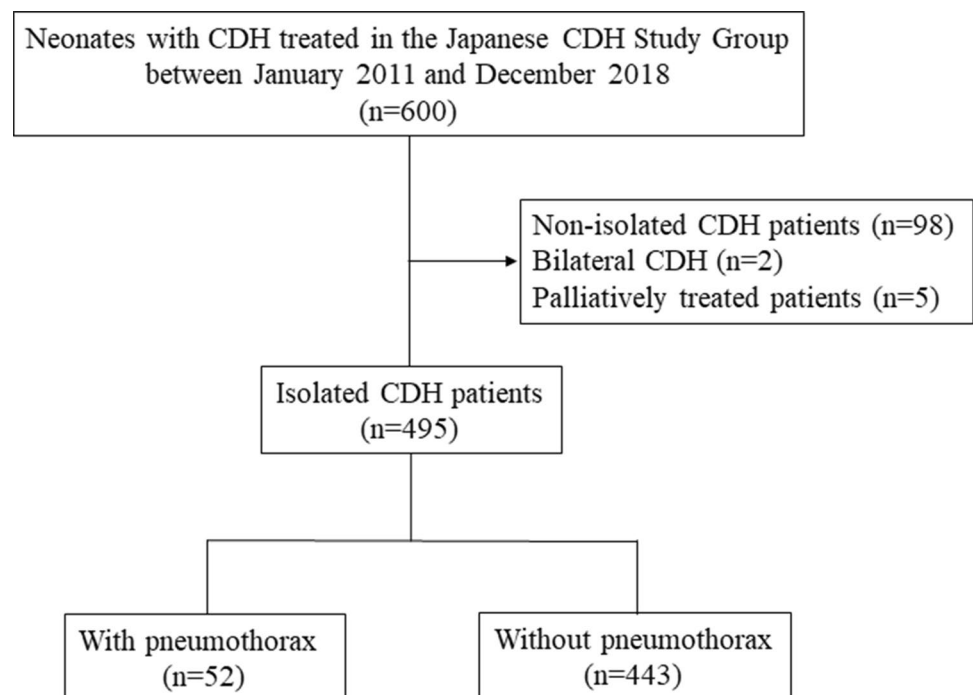 Neonates with CDH treated in the Japanese CDH Study Group
between January 2011 and December 2018
(n=600)
Non-isolated CDH patients (n=98)
Bilateral CDH (n=2)
Palliatively treated patients (n=5)
Isolated CDH patients
(n=495)
With pneumothorax
(n=52)
Without pneumothorax
(n=443)